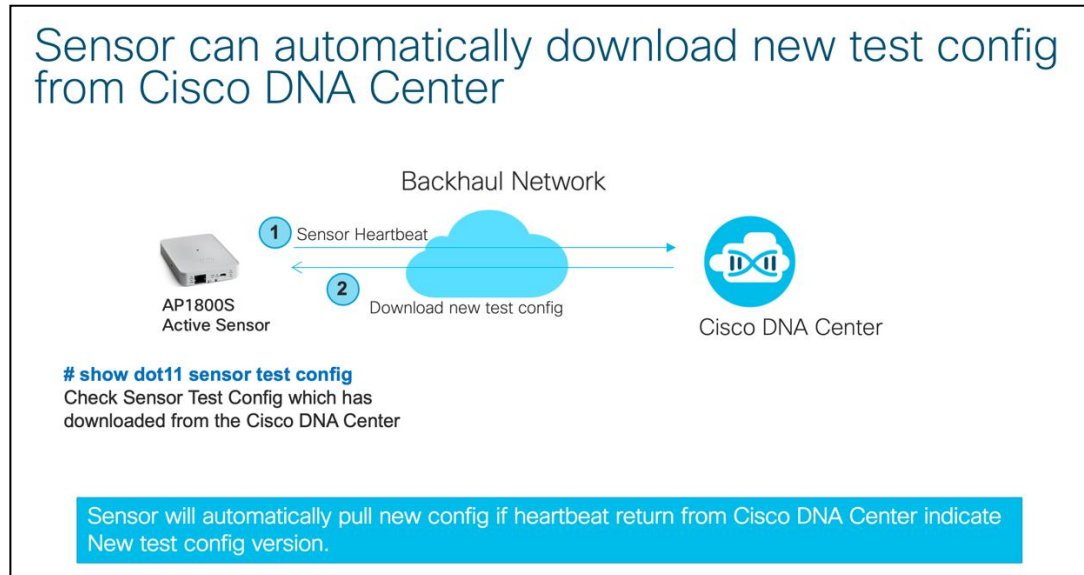 Sensor can automatically download new test config
from Cisco DNA Center
Backhaul Network
1
Sensor Heartbeat
2
Download new test config
AP1800S
Active Sensor
Cisco DNA Center
# show dot11 sensor test config
Check Sensor Test Config which has
downloaded from the Cisco DNA Center
Sensor will automatically pull new config if heartbeat return from Cisco DNA Center indicate
New test config version.